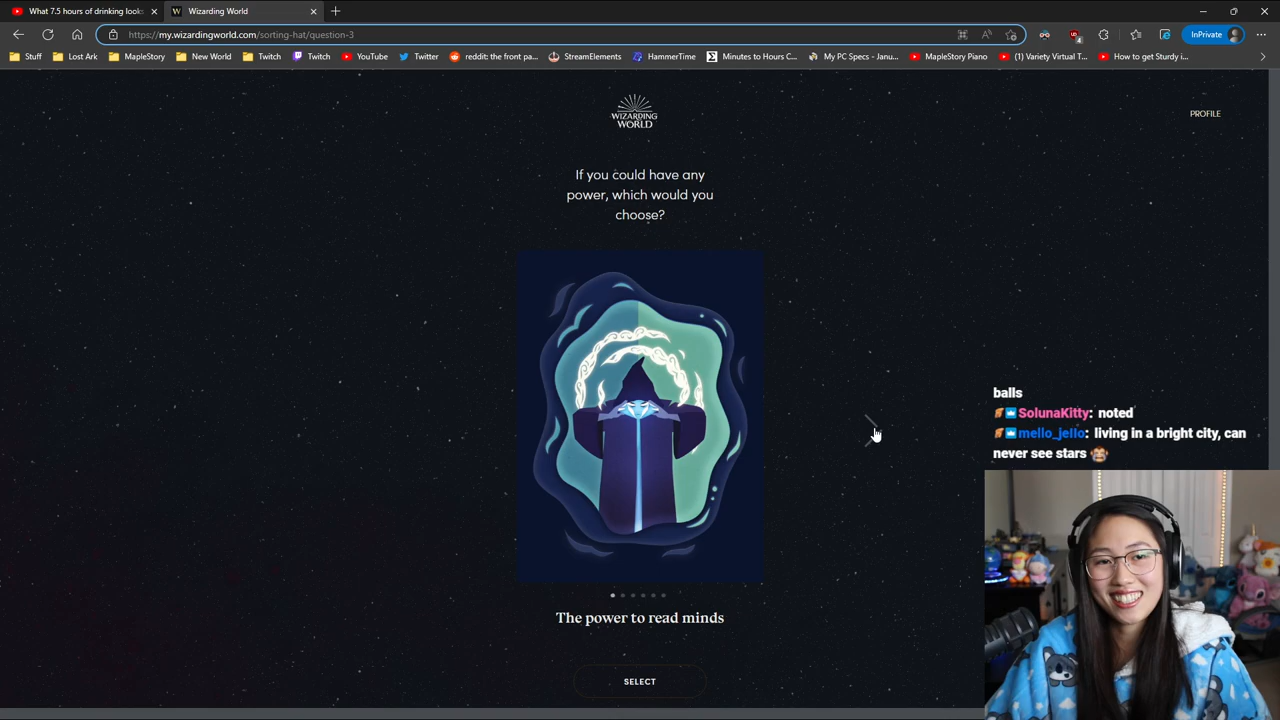 What 7.5 hours of drinking looks
Wizarding World
https://my.wizardingworld.com/sorting-hat/question-3
InPrivate
Stuff
Lost Ark
MapleStory
New World
Twitch
Twitch
YouTube
Twitter
reddit: the front pa...
StreamElements
HammerTime
Minutes to Hours C...
My PC Specs - Janu...
MapleStory Piano
(1) Variety Virtual T...
How to get Sturdy i...
WIZARDING
WORLD
PROFILE
If you could have any
power, which would you
choose?
balls
SolunaKitty: noted
mello_jello: living in a bright city, can
never see stars
The power to read minds
SELECT